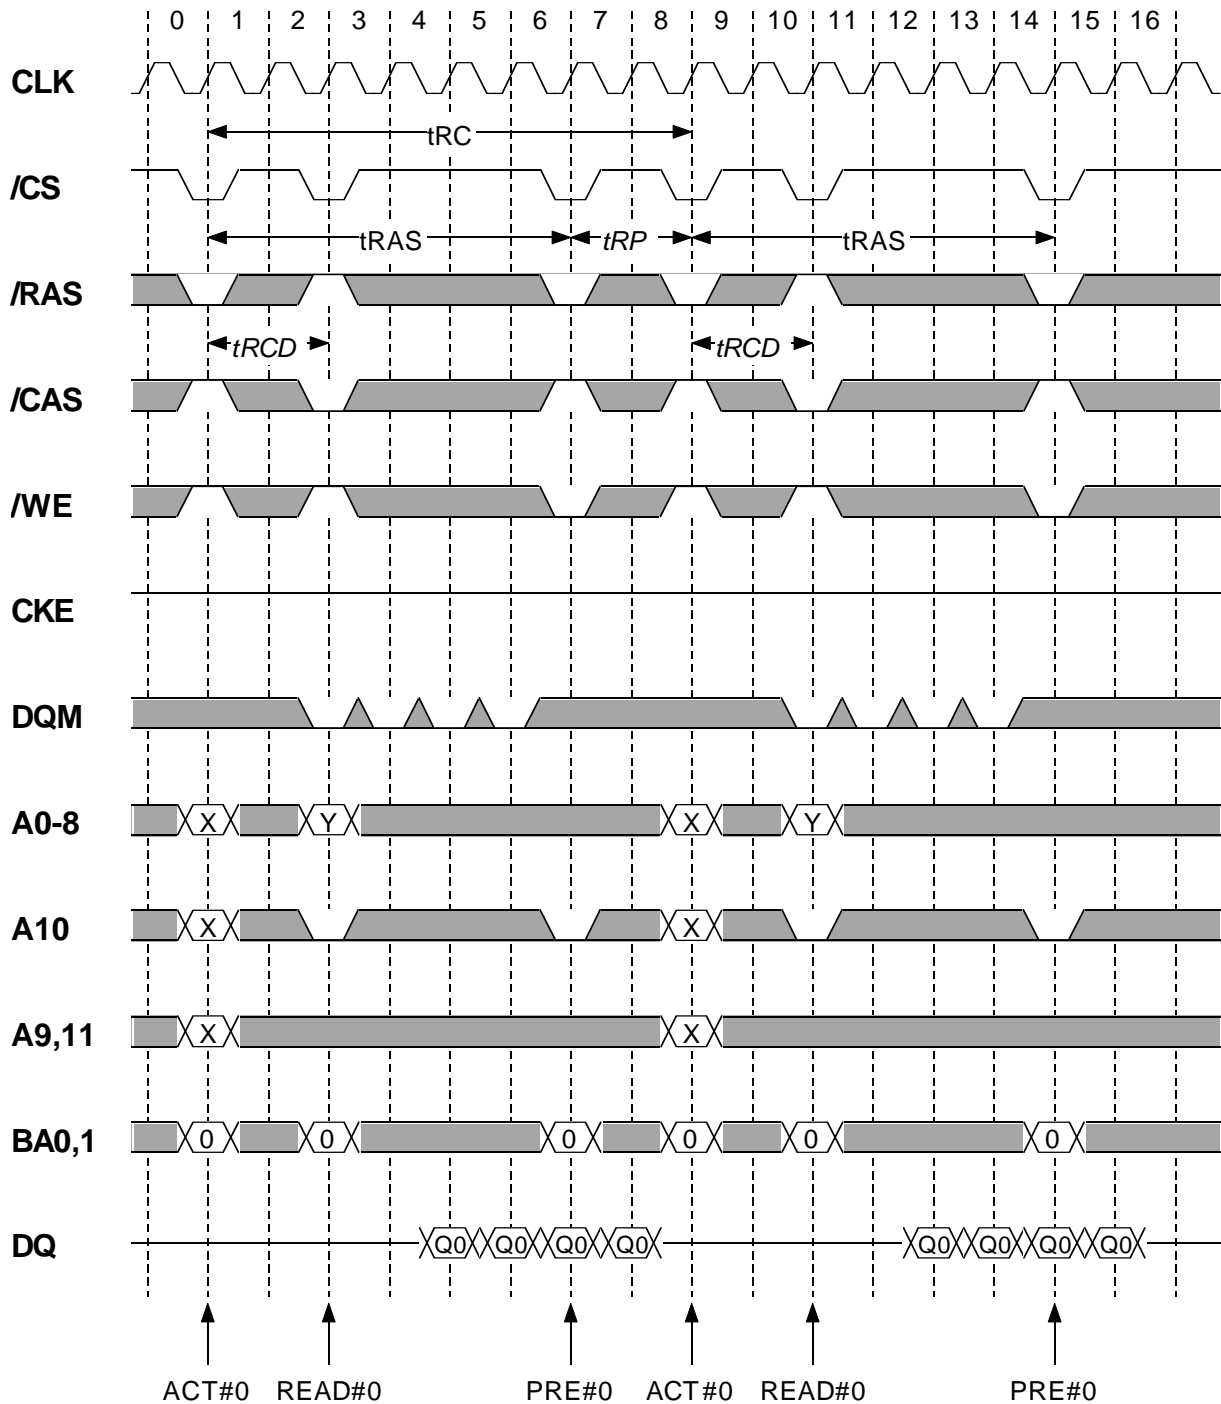 0 1 2 3 4 5 6 7 8 9 10 11 12 13 14 15 16
CLK
tRC
/CS
tRAS tRP tRAS
/RAS
tRCD tRCD
/CAS
/WE
CKE
DQM
A0-8 X Y X Y
A10 X X
A9,11 X X
BA0,1 0 0 0 0 0 0
DQ Q0 Q0 Q0 Q0 Q0 Q0 Q0 Q0
ACT#0 READ#0 PRE#0 ACT#0 READ#0 PRE#0